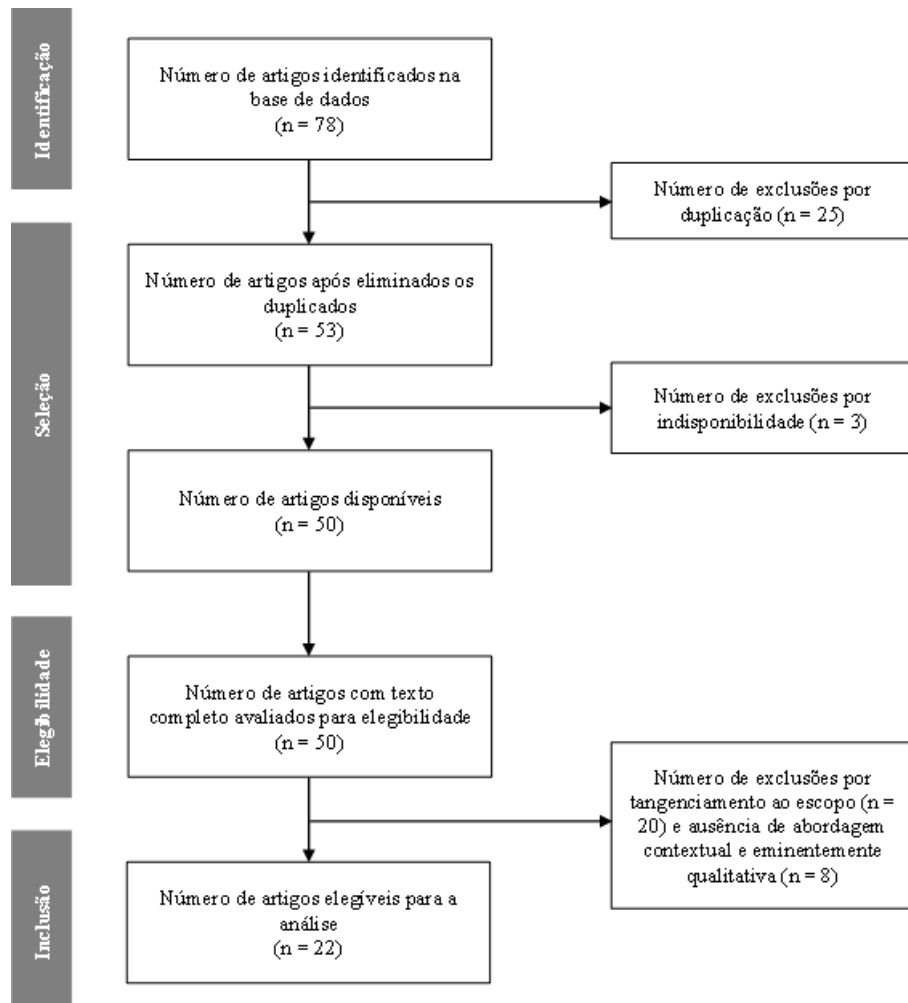 Identificação
Número de artigos identificados na
base de dados
(n = 78)
Número de exclusões por
duplicação (n = 25)
Seleção
Número de artigos após eliminados os
duplicados
(n = 53)
Número de exclusões por
indisponibilidade (n = 3)
Número de artigos disponíveis
(n = 50)
Elegibilidade
Número de artigos com texto
completo avaliados para elegibilidade
(n = 50)
Número de exclusões por
tangenciamento ao escopo (n =
20) e ausência de abordagem
contextual e eminentemente
qualitativa (n = 8)
Inclusão
Número de artigos elegíveis para a
análise
(n = 22)